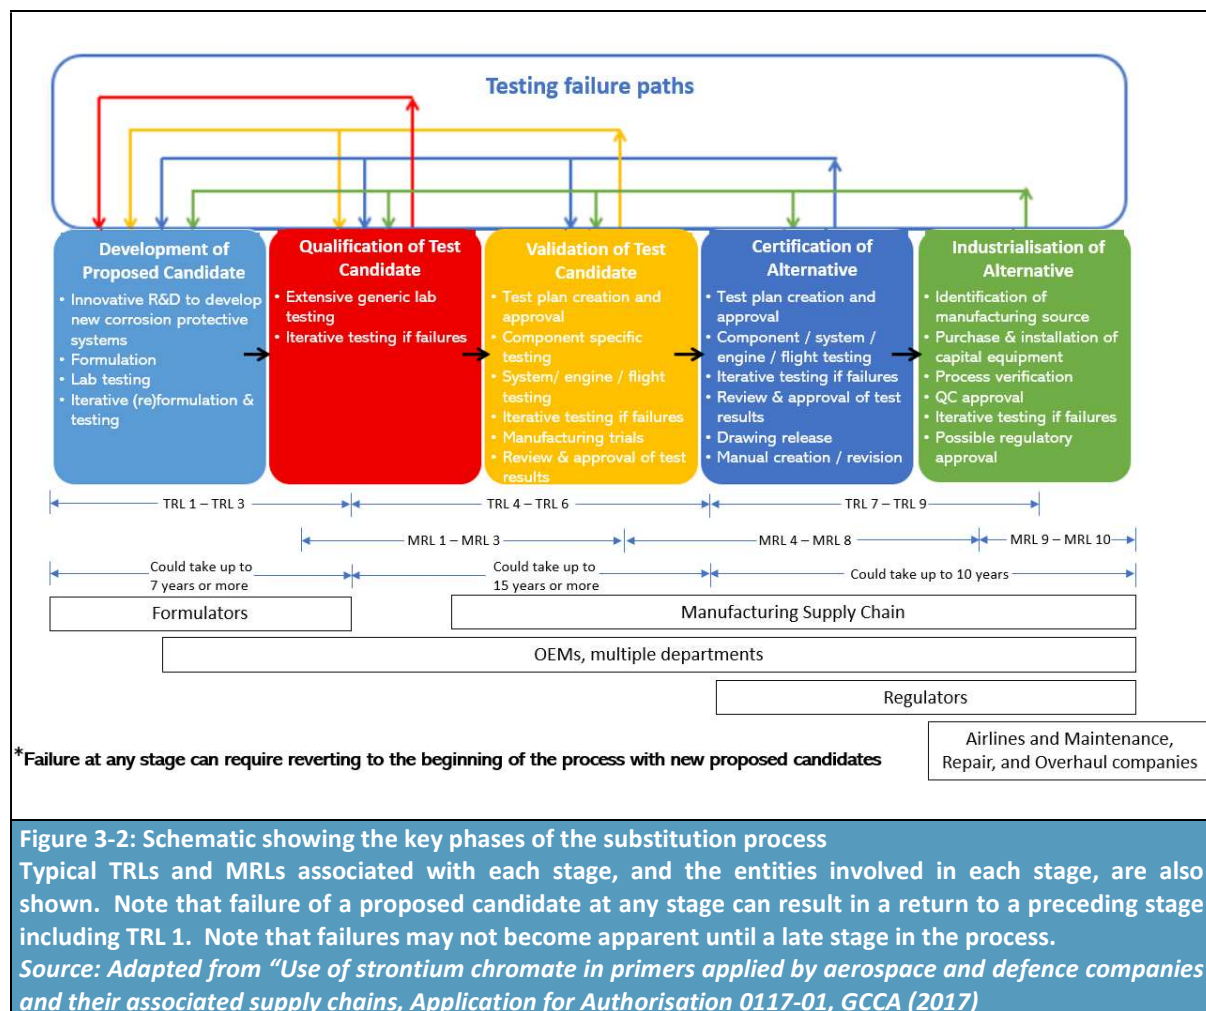 Testing failure paths
Development of
Proposed Candidate
• Innovative R&D to develop
new corrosion protective
systems
• Formulation
• Lab testing
• Iterative (re)formulation &
testing
Qualification of Test
Candidate
• Extensive generic lab
testing
• Iterative testing if failures
Validation of Test
Candidate
• Test plan creation and
approval
• Component specific
testing
• System/ engine / flight
testing
• Iterative testing if failures
• Manufacturing trials
• Review & approval of test
results
Certification of
Alternative
• Test plan creation and
approval
• Component / system /
engine / flight testing
• Iterative testing if failures
• Review & approval of test
results
• Drawing release
• Manual creation / revision
Industrialisation of
Alternative
• Identification of
manufacturing source
• Purchase & installation of
capital equipment
• Process verification
• QC approval
• Iterative testing if failures
• Possible regulatory
approval
TRL 1 – TRL 3
TRL 4 – TRL 6
TRL 7 – TRL 9
MRL 1 – MRL 3
MRL 4 – MRL 8
MRL 9 – MRL 10
Could take up to
7 years or more
Could take up to
15 years or more
Could take up to 10 years
Formulators
Manufacturing Supply Chain
OEMs, multiple departments
Regulators
Airlines and Maintenance,
Repair, and Overhaul companies
*Failure at any stage can require reverting to the beginning of the process with new proposed candidates
Figure 3-2: Schematic showing the key phases of the substitution process
Typical TRLs and MRLs associated with each stage, and the entities involved in each stage, are also
shown. Note that failure of a proposed candidate at any stage can result in a return to a preceding stage
including TRL 1. Note that failures may not become apparent until a late stage in the process.
Source: Adapted from “Use of strontium chromate in primers applied by aerospace and defence companies
and their associated supply chains, Application for Authorisation 0117-01, GCCA (2017)